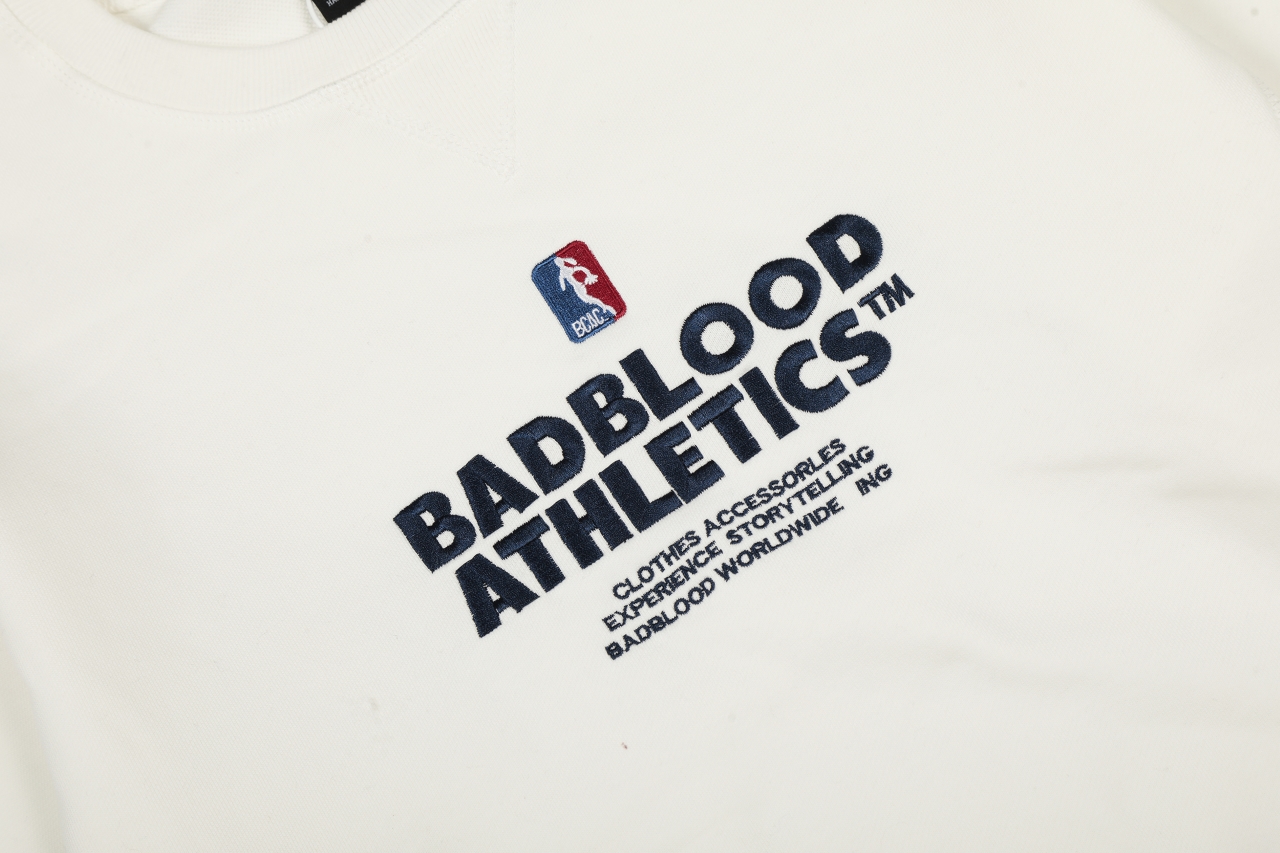 BCAC
BADBLOOD
ATHLETICS™
CLOTHES ACCESSORLES
EXPERIENCE STORYTELLING
BADBLOOD WORLDWIDE ING